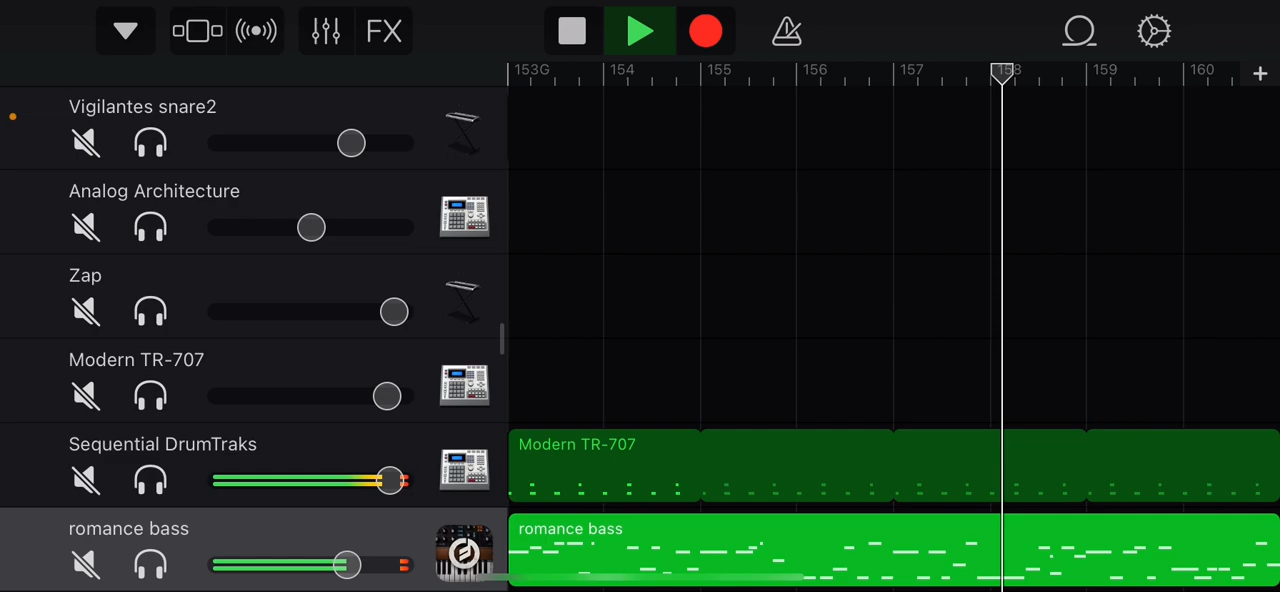 FX
153G 154 155 156 157 158 159 160
Vigilantes snare2
Analog Architecture
Zap
Modern TR-707
Sequential DrumTraks
Modern TR-707
romance bass
romance bass